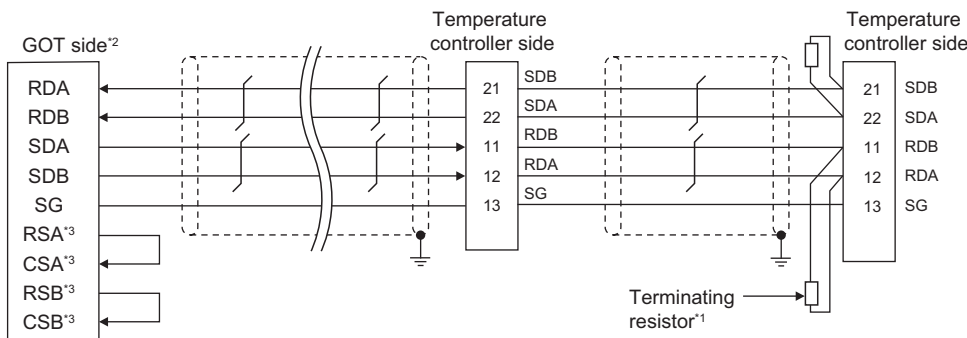 GOT side*2
RDA
RDB
SDA
SDB
SG
RSA*3
CSA*3
RSB*3
CSB*3
Temperature
controller side
21 SDB
22 SDA
11 RDB
12 RDA
13 SG
Temperature
controller side
21 SDB
22 SDA
11 RDB
12 RDA
13 SG
Terminating
resistor*1